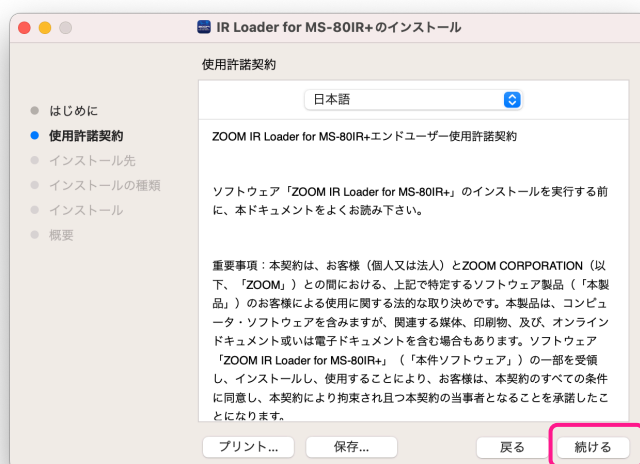 IR Loader for MS-80IR+のインストール
使用許諾契約
はじめに
使用許諾契約
インストール先
インストールの種類
インストール
概要
日本語
ZOOM IR Loader for MS-80IR+エンドユーザー使用許諾契約
ソフトウェア「ZOOM IR Loader for MS-80IR+」のインストールを実行する前
に、本ドキュメントをよくお読み下さい。
重要事項：本契約は、お客様（個人又は法人）とZOOM CORPORATION（以
下、「ZOOM」）との間における、上記で特定するソフトウェア製品（「本製
品」）のお客様による使用に関する法的な取り決めです。本製品は、コンピュ
ータ・ソフトウェアを含みますが、関連する媒体、印刷物、及び、オンライン
ドキュメント或いは電子ドキュメントを含む場合もあります。ソフトウェア
「ZOOM IR Loader for MS-80IR+」（「本件ソフトウェア」）の一部を受領
し、インストールし、使用することにより、お客様は、本契約のすべての条件
に同意し、本契約により拘束され且つ本契約の当事者となることを承諾したこ
とになります。
プリント...
保存...
戻る
続ける